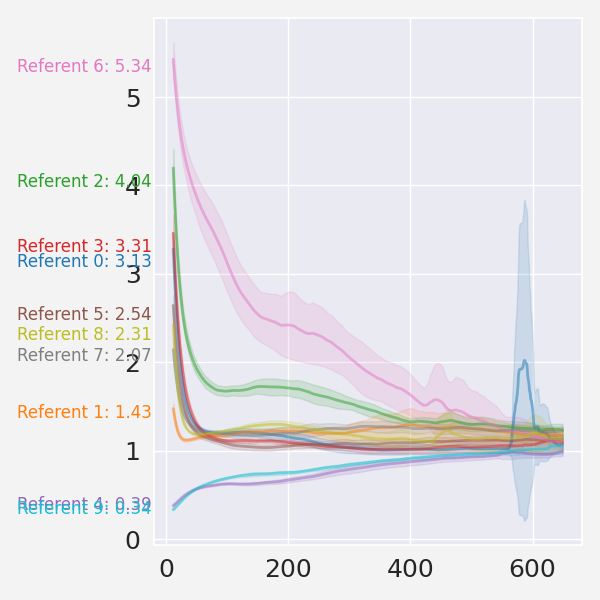 Referent 6: 5.34
5
Referent 2: 4.04
4
Referent 3: 3.31
Referent 0: 3.13
3
Referent 5: 2.54
Referent 8: 2.31
Referent 7: 2.07
2
Referent 1: 1.43
1
Referent 4: 0.39
Referent 9: 0.34
0
0 200 400 600